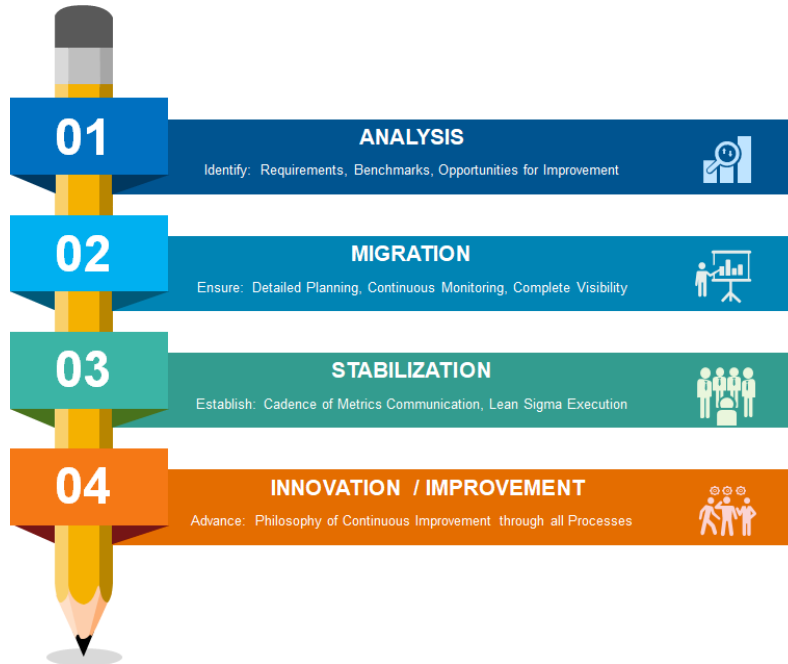 01
ANALYSIS
Identify: Requirements, Benchmarks, Opportunities for Improvement
02
MIGRATION
Ensure: Detailed Planning, Continuous Monitoring, Complete Visibility
03
STABILIZATION
Establish: Cadence of Metrics Communication, Lean Sigma Execution
04
INNOVATION / IMPROVEMENT
Advance: Philosophy of Continuous Improvement through all Processes